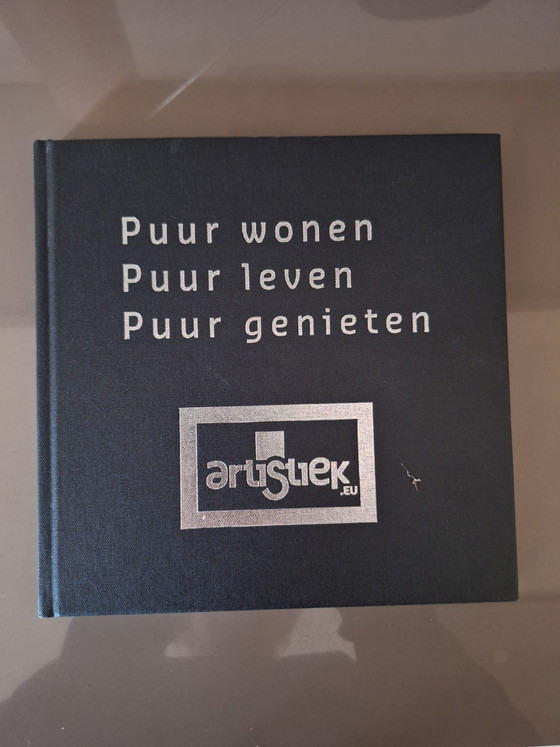 Puur wonen
Puur leven
Puur genieten
artistiek
.EU